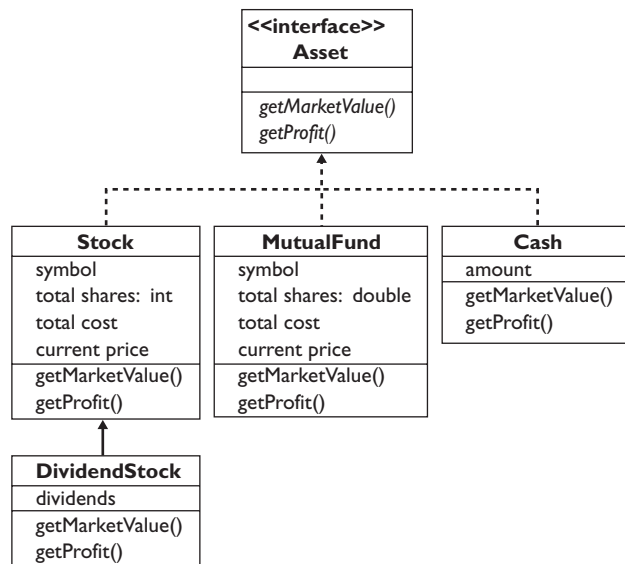 <<interface>>
Asset
getMarketValue()
getProfit()
Stock
symbol
total shares: int
total cost
current price
getMarketValue()
getProfit()
MutualFund
symbol
total shares: double
total cost
current price
getMarketValue()
getProfit()
Cash
amount
getMarketValue()
getProfit()
DividendStock
dividends
getMarketValue()
getProfit()